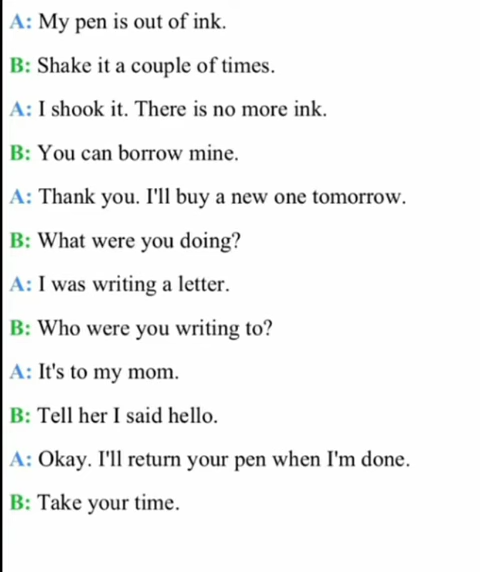 A: My pen is out of ink.
B: Shake it a couple of times.
A: I shook it. There is no more ink.
B: You can borrow mine.
A: Thank you. I'll buy a new one tomorrow.
B: What were you doing?
A: I was writing a letter.
B: Who were you writing to?
A: It's to my mom.
B: Tell her I said hello.
A: Okay. I'll return your pen when I'm done.
B: Take your time.